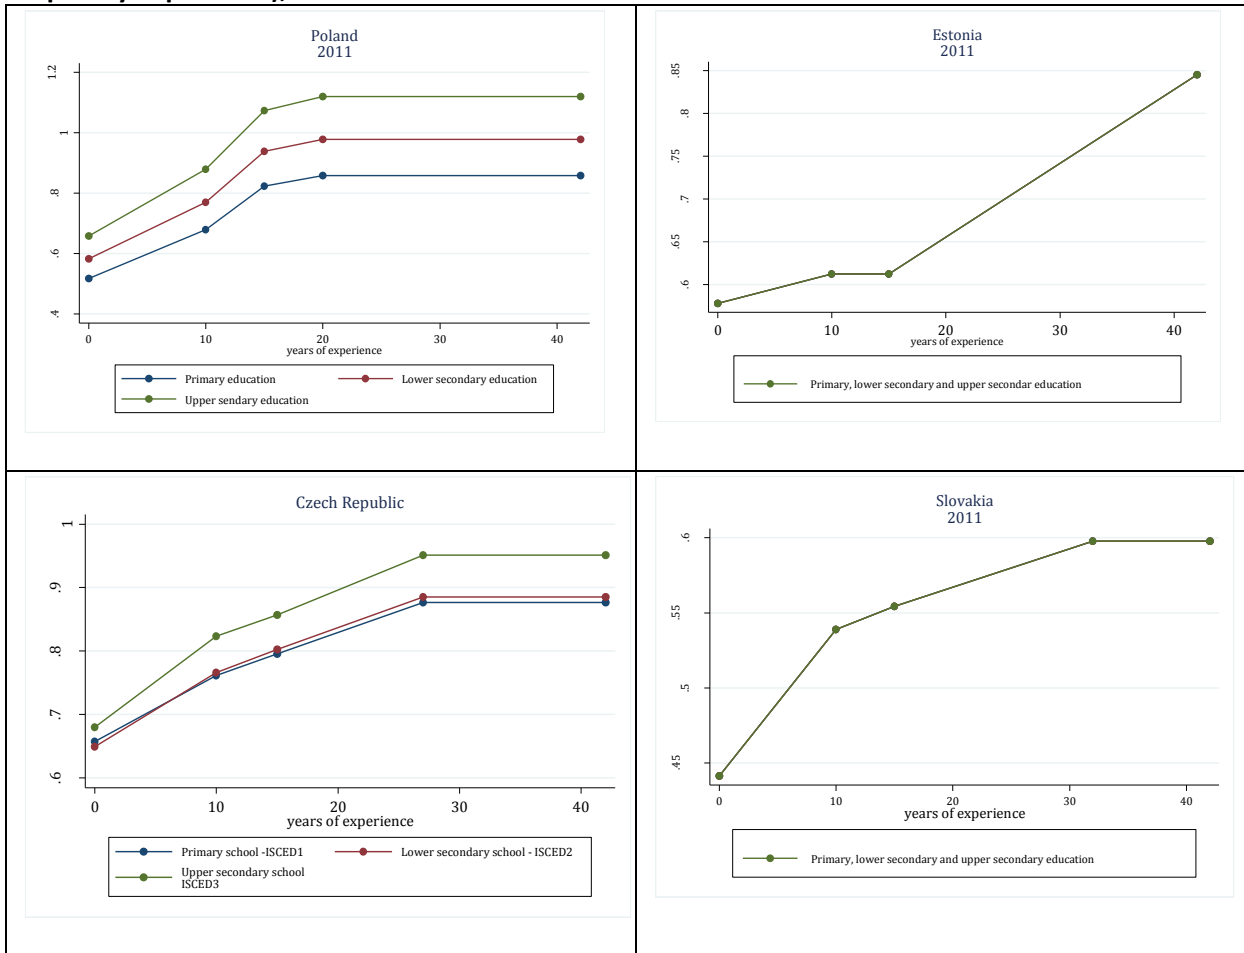 Poland
2011
1.2
1
.8
.6
.4
0 10 20 30 40
years of experience
Primary education Lower secondary education
Upper sendary education
Estonia
2011
.85
.8
.75
.7
.65
.6
0 10 20 30 40
years of experience
Primary, lower secondary and upper secondar education
Czech Republic
1
.9
.8
.7
.6
0 10 20 30 40
years of experience
Primary school -ISCED1 Lower secondary school - ISCED2
Upper secondary school
ISCED3
Slovakia
2011
.6
.55
.5
.45
0 10 20 30 40
years of experience
Primary, lower secondary and upper secondary education